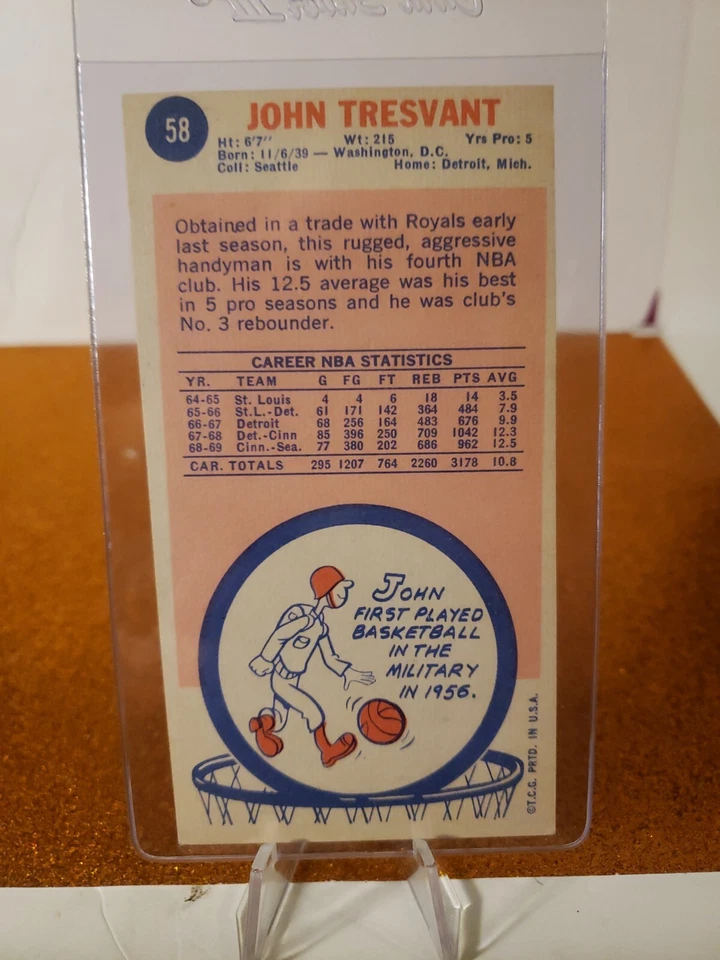 58
JOHN TRESVANT
Ht: 6'7" Wt: 215 Yrs Pro: 5
Born: 11/6/39 — Washington, D.C.
Coll: Seattle Home: Detroit, Mich.
Obtained in a trade with Royals early
last season, this rugged, aggressive
handyman is with his fourth NBA
club. His 12.5 average was his best
in 5 pro seasons and he was club's
No. 3 rebounder.
CAREER NBA STATISTICS
YR. TEAM G FG FT REB PTS AVG
64-65 St. Louis 4 4 6 18 14 3.5
65-66 St.L.-Det. 61 171 142 364 484 7.9
66-67 Detroit 68 256 164 483 676 9.9
67-68 Det.-Cinn 85 396 250 709 1042 12.3
68-69 Cinn.-Sea. 77 380 202 686 962 12.5
CAR. TOTALS 295 1207 764 2260 3178 10.8
JOHN
FIRST PLAYED
BASKETBALL
IN THE
MILITARY
IN 1956.
©T.C.G. PRTD. IN U.S.A.